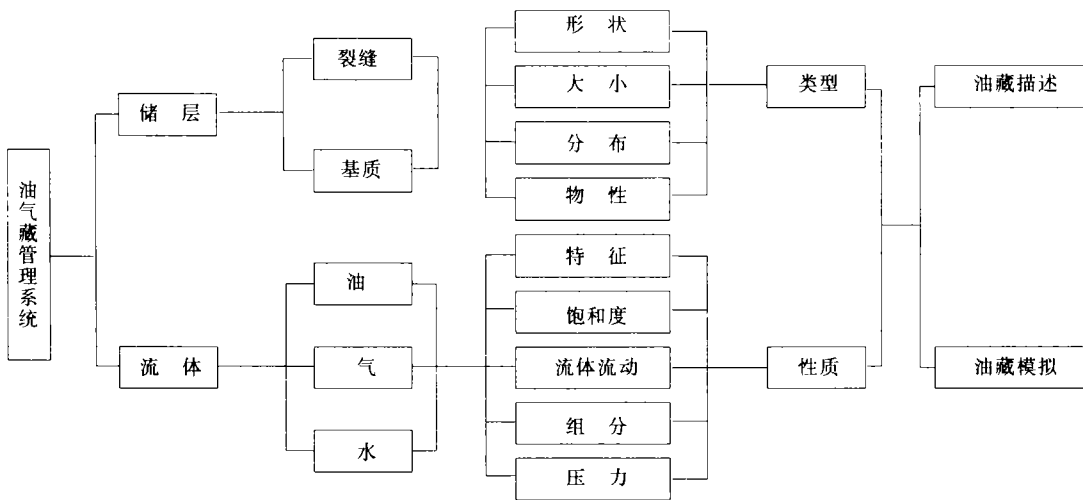 油气藏管理系统
储 层
流 体
裂缝
基质
油
气
水
形 状
大 小
分 布
物 性
特 征
饱和度
流体流动
组 分
压 力
类型
性质
油藏描述
油藏模拟